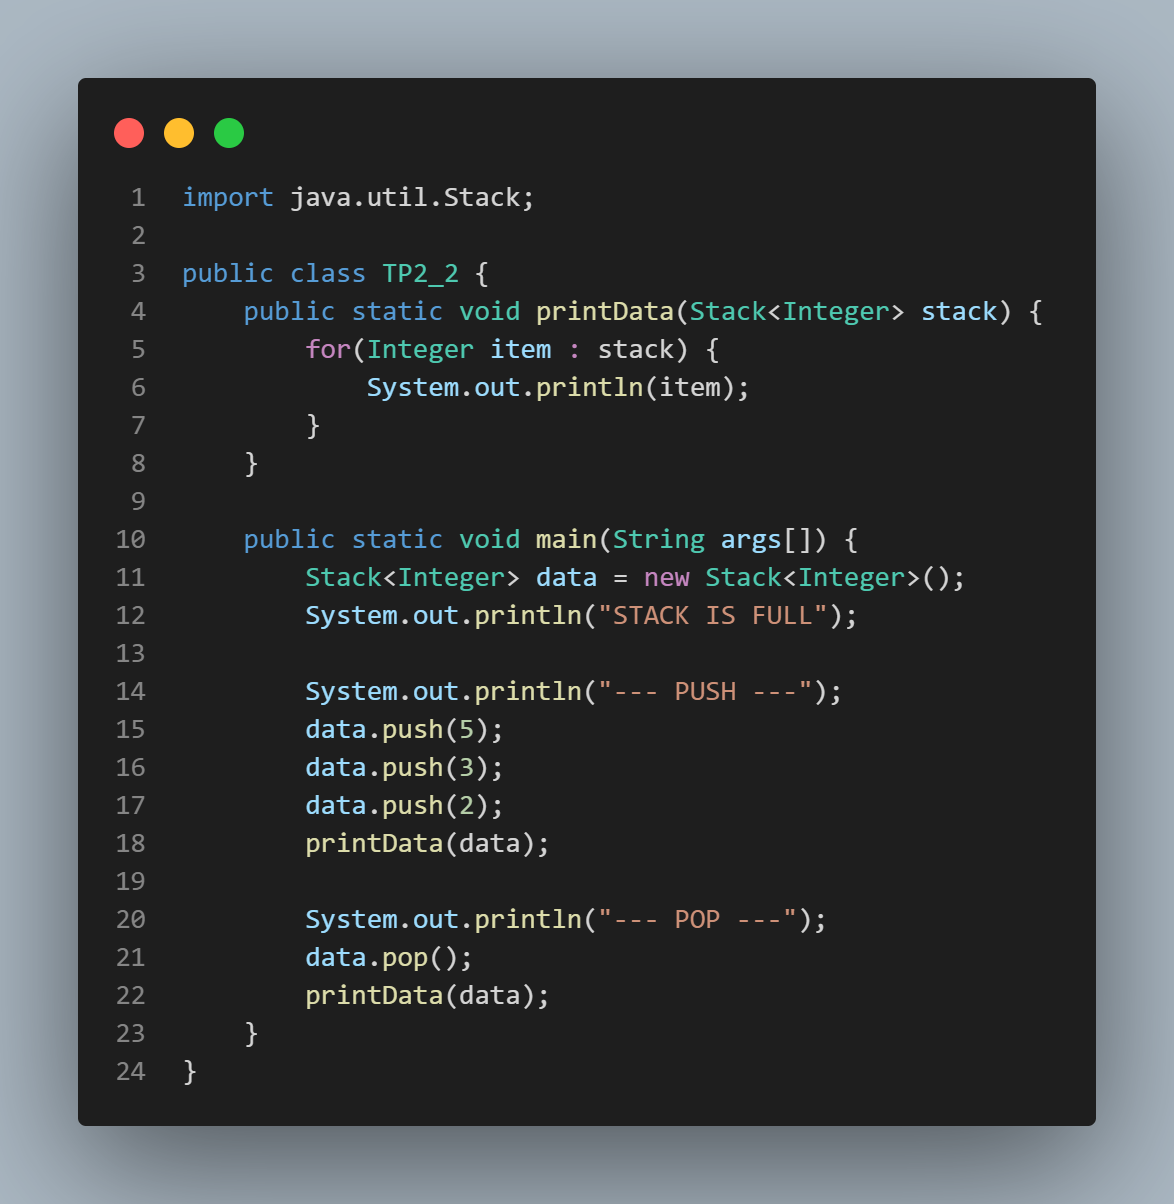 1 import java.util.Stack;
2
3 public class TP2_2 {
4     public static void printData(Stack<Integer> stack) {
5         for(Integer item : stack) {
6             System.out.println(item);
7         }
8     }
9
10     public static void main(String args[]) {
11         Stack<Integer> data = new Stack<Integer>();
12         System.out.println("STACK IS FULL");
13
14         System.out.println("--- PUSH ---");
15         data.push(5);
16         data.push(3);
17         data.push(2);
18         printData(data);
19
20         System.out.println("--- POP ---");
21         data.pop();
22         printData(data);
23     }
24 }